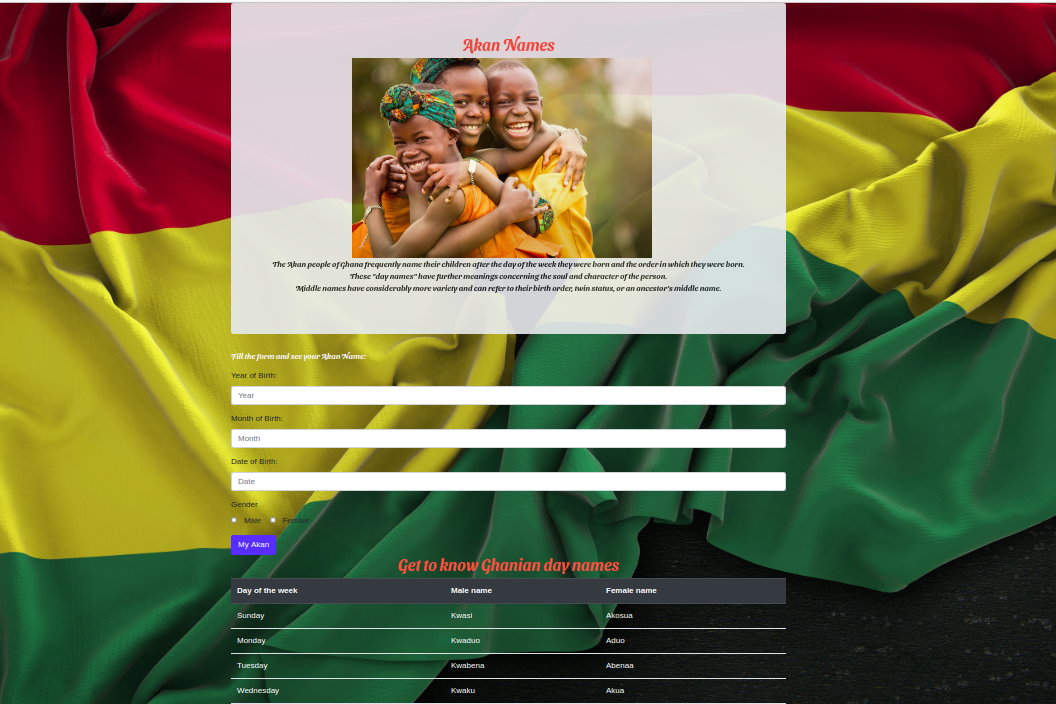 Akan Names
The Akan people of Ghana frequently name their children after the day of the week they were born and the order in which they were born.
These "day names" have further meanings concerning the soul and character of the person.
Middle names have considerably more variety and can refer to their birth order, twin status, or an ancestor's middle name.
Fill the form and see your Akan Name:
Year of Birth:
Year
Month of Birth:
Month
Date of Birth:
Date
Gender
Male Female
My Akan
Get to know Ghanian day names
Day of the week Male name Female name
Sunday Kwasi Akosua
Monday Kwaduo Aduo
Tuesday Kwabena Abenaa
Wednesday Kwaku Akua